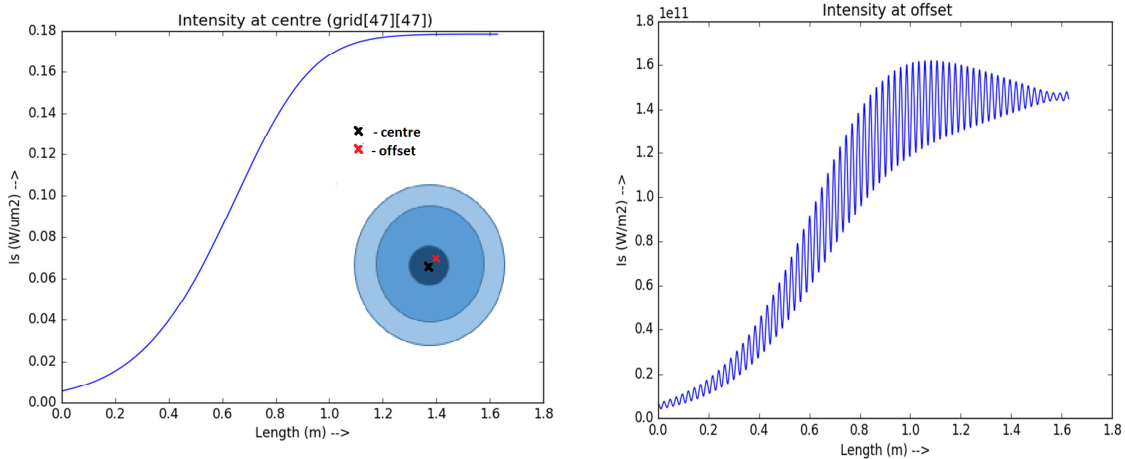 Intensity at centre (grid[47][47])
0.18
0.16
0.14
0.12
0.10
0.08
0.06
0.04
0.02
0.00
Is (W/um2) -->
- centre
- offset
0.0 0.2 0.4 0.6 0.8 1.0 1.2 1.4 1.6 1.8
Length (m) -->
Intensity at offset
1e11
1.8
1.6
1.4
1.2
1.0
0.8
0.6
0.4
0.2
0.0
Is (W/m2) -->
0.0 0.2 0.4 0.6 0.8 1.0 1.2 1.4 1.6 1.8
Length (m) -->